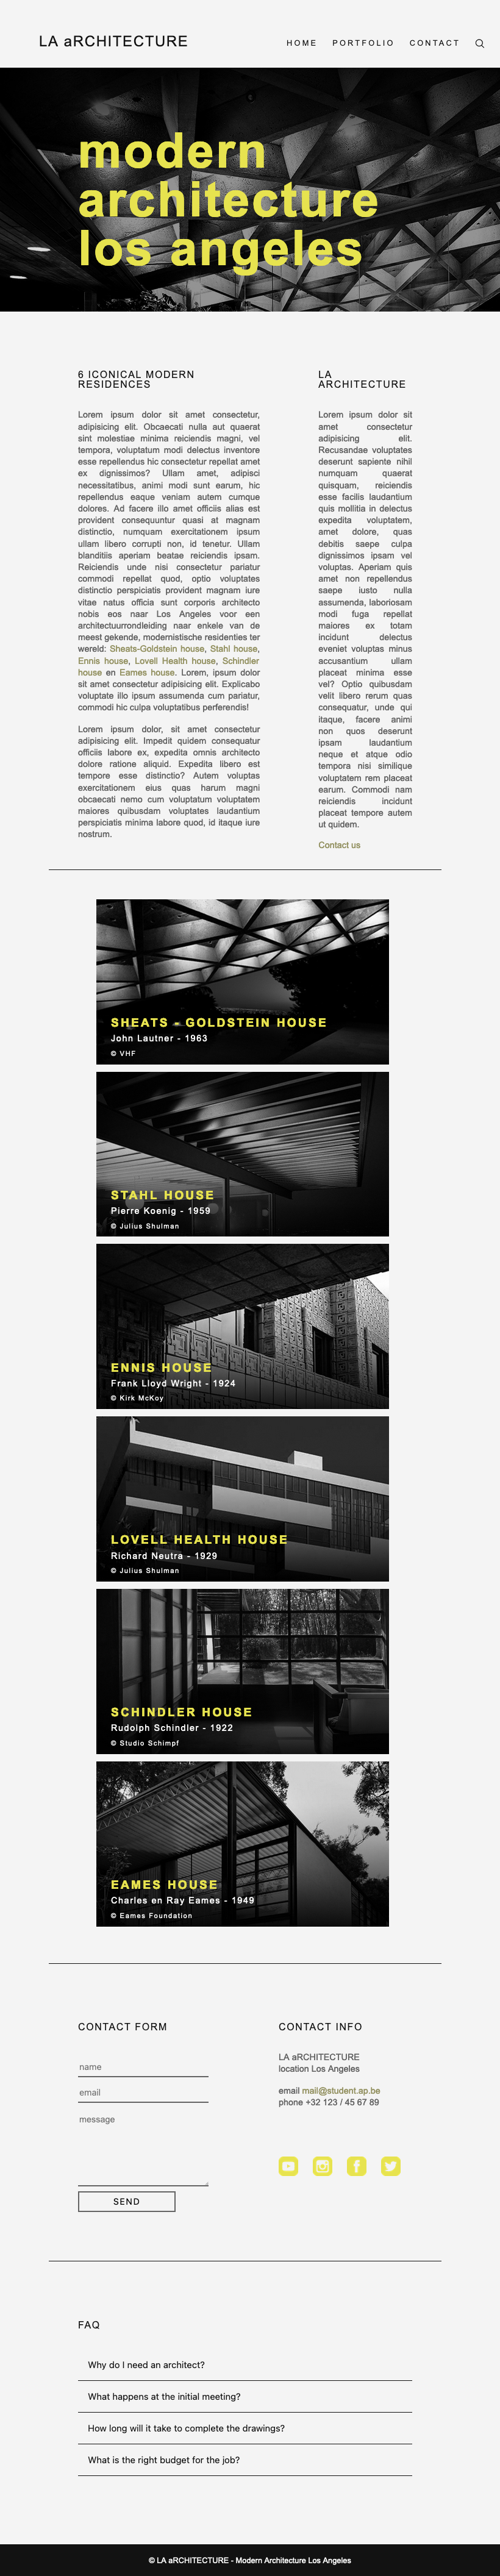 LA aRCHITECTURE
HOME PORTFOLIO CONTACT
modern
architecture
los angeles
6 ICONICAL MODERN
RESIDENCES
Lorem ipsum dolor sit amet consectetur,
adipisicing elit. Obcaecati nulla aut quaerat
sint molestiae minima reiciendis magni, vel
tempora, voluptatum modi delectus inventore
esse repellendus hic consectetur repellat amet
ex dignissimos? Ullam amet, adipisci
necessitatibus, animi modi sunt earum, hic
repellendus eaque veniam autem cumque
dolores. Ad facere illo amet officiis alias est
provident consequuntur quasi at magnam
distinctio, numquam exercitationem ipsum
ullam libero corrupti non, id tenetur. Ullam
blanditiis aperiam beatae reiciendis ipsam.
Reiciendis unde nisi consectetur pariatur
commodi repellat quod, optio voluptates
distinctio perspiciatis provident magnam iure
vitae natus officia sunt corporis architecto
nobis eos naar Los Angeles voor een
architectuurrondleiding naar enkele van de
meest gekende, modernistische residenties ter
wereld: Sheats-Goldstein house, Stahl house,
Ennis house, Lovell Health house, Schindler
house en Eames house. Lorem, ipsum dolor
sit amet consectetur adipisicing elit. Explicabo
voluptate illo ipsum assumenda cum pariatur,
commodi hic culpa voluptatibus perferendis!
Lorem ipsum dolor, sit amet consectetur
adipisicing elit. Impedit quidem consequatur
officiis labore ex, expedita omnis architecto
dolore ratione aliquid. Expedita libero est
tempore esse distinctio? Autem voluptas
exercitationem eius quas harum magni
obcaecati nemo cum voluptatum voluptatem
maiores quibusdam voluptates laudantium
perspiciatis minima labore quod, id itaque iure
nostrum.
LA
ARCHITECTURE
Lorem ipsum dolor sit
amet consectetur
adipisicing elit.
Recusandae voluptates
deserunt sapiente nihil
numquam quaerat
quisquam, reiciendis
esse facilis laudantium
quis mollitia in delectus
expedita voluptatem,
amet dolore, quas
debitis saepe culpa
dignissimos ipsam vel
voluptas. Aperiam quis
amet non repellendus
saepe iusto nulla
assumenda, laboriosam
modi fuga repellat
maiores ex totam
incidunt delectus
eveniet voluptas minus
accusantium ullam
placeat minima esse
vel? Optio quibusdam
velit libero rerum quas
consequatur, unde qui
itaque, facere animi
non quos deserunt
ipsam laudantium
neque et atque odio
tempora nisi similique
voluptatem rem placeat
earum. Commodi nam
reiciendis incidunt
placeat tempore autem
ut quidem.
Contact us
SHEATS - GOLDSTEIN HOUSE
John Lautner - 1963
© VHF
STAHL HOUSE
Pierre Koenig - 1959
© Julius Shulman
ENNIS HOUSE
Frank Lloyd Wright - 1924
© Kirk McKoy
LOVELL HEALTH HOUSE
Richard Neutra - 1929
© Julius Shulman
SCHINDLER HOUSE
Rudolph Schindler - 1922
© Studio Schimpf
EAMES HOUSE
Charles en Ray Eames - 1949
© Eames Foundation
CONTACT FORM
name
email
message
SEND
CONTACT INFO
LA aRCHITECTURE
location Los Angeles
email mail@student.ap.be
phone +32 123 / 45 67 89
FAQ
Why do I need an architect?
What happens at the initial meeting?
How long will it take to complete the drawings?
What is the right budget for the job?
© LA aRCHITECTURE - Modern Architecture Los Angeles